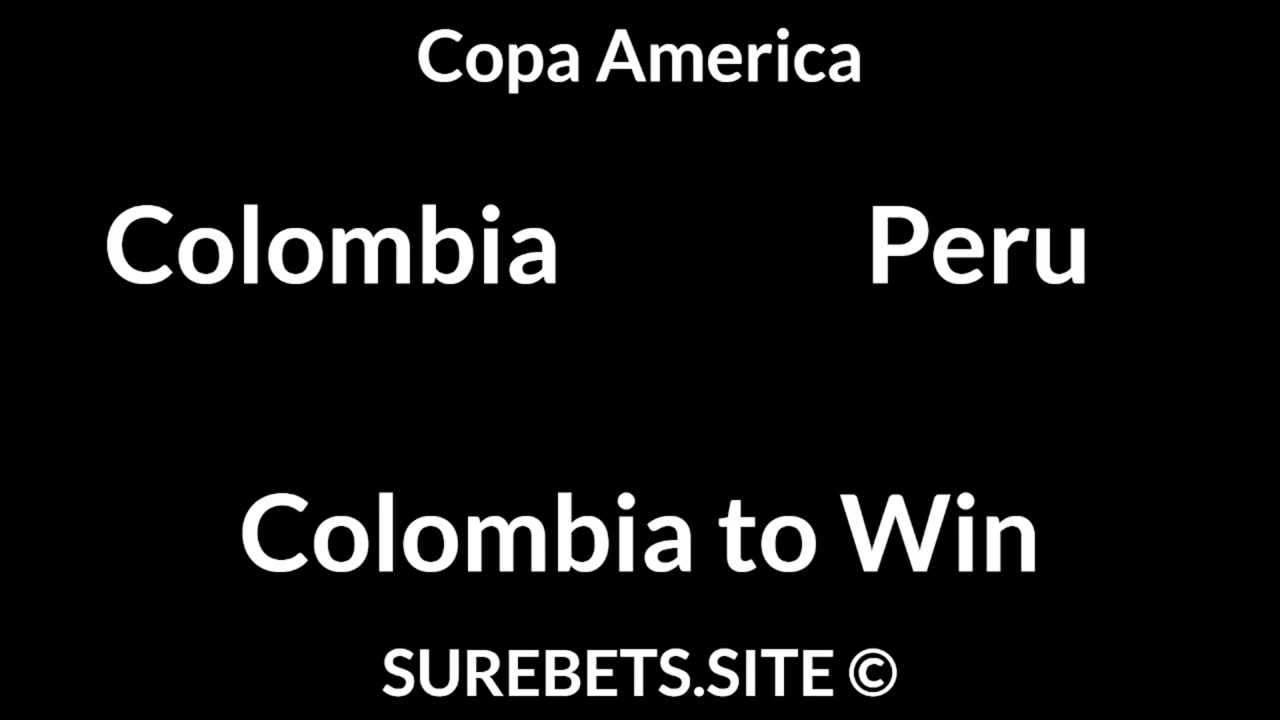 Copa America
Colombia Peru
Colombia to Win
SUREBETS.SITE ©